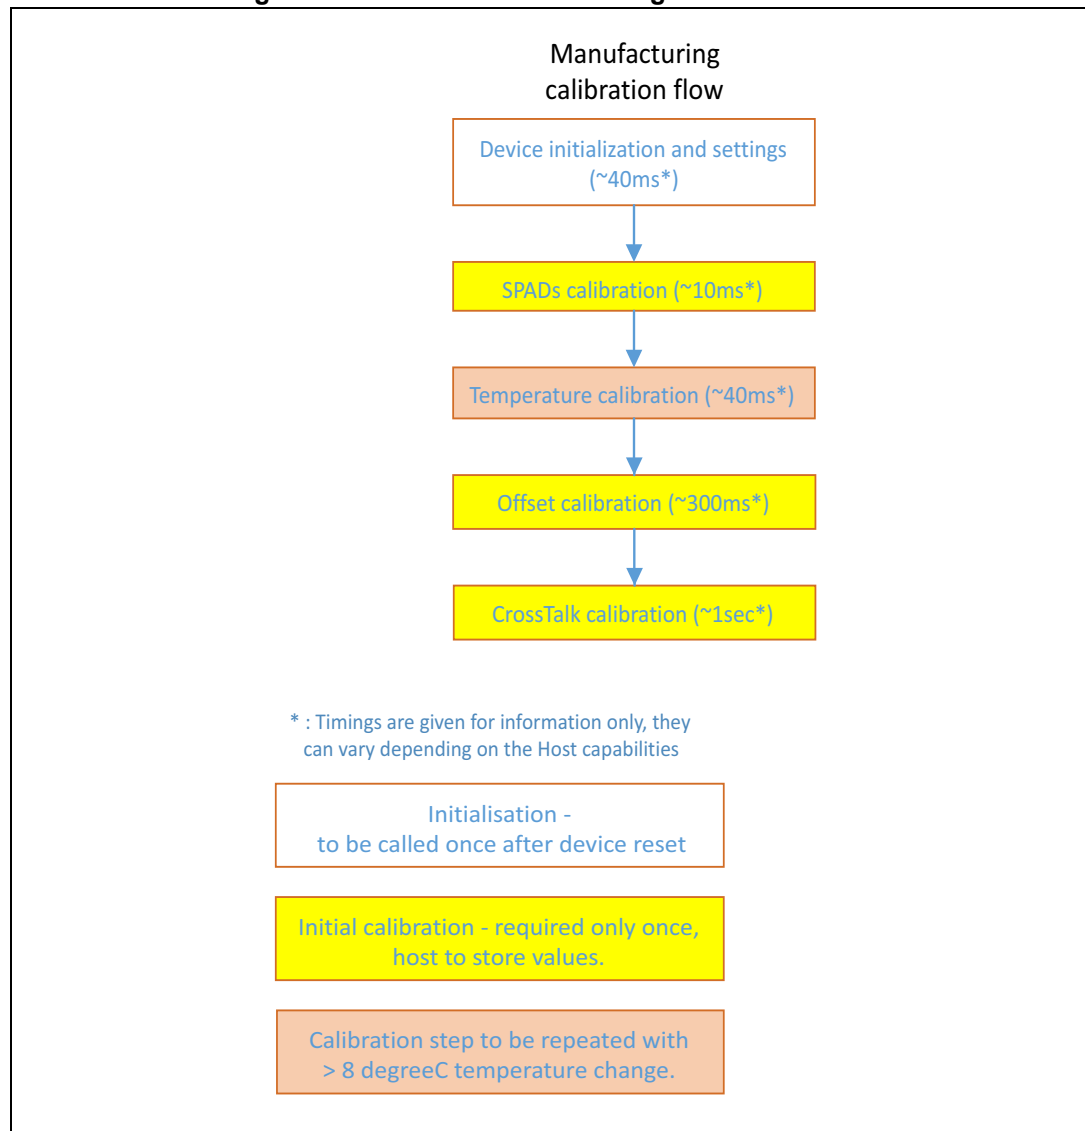 Manufacturing
calibration flow
Device initialization and settings
(~40ms*)
SPADs calibration (~10ms*)
Temperature calibration (~40ms*)
Offset calibration (~300ms*)
CrossTalk calibration (~1sec*)
* : Timings are given for information only, they
can vary depending on the Host capabilities
Initialisation -
to be called once after device reset
Initial calibration - required only once,
host to store values.
Calibration step to be repeated with
> 8 degreeC temperature change.